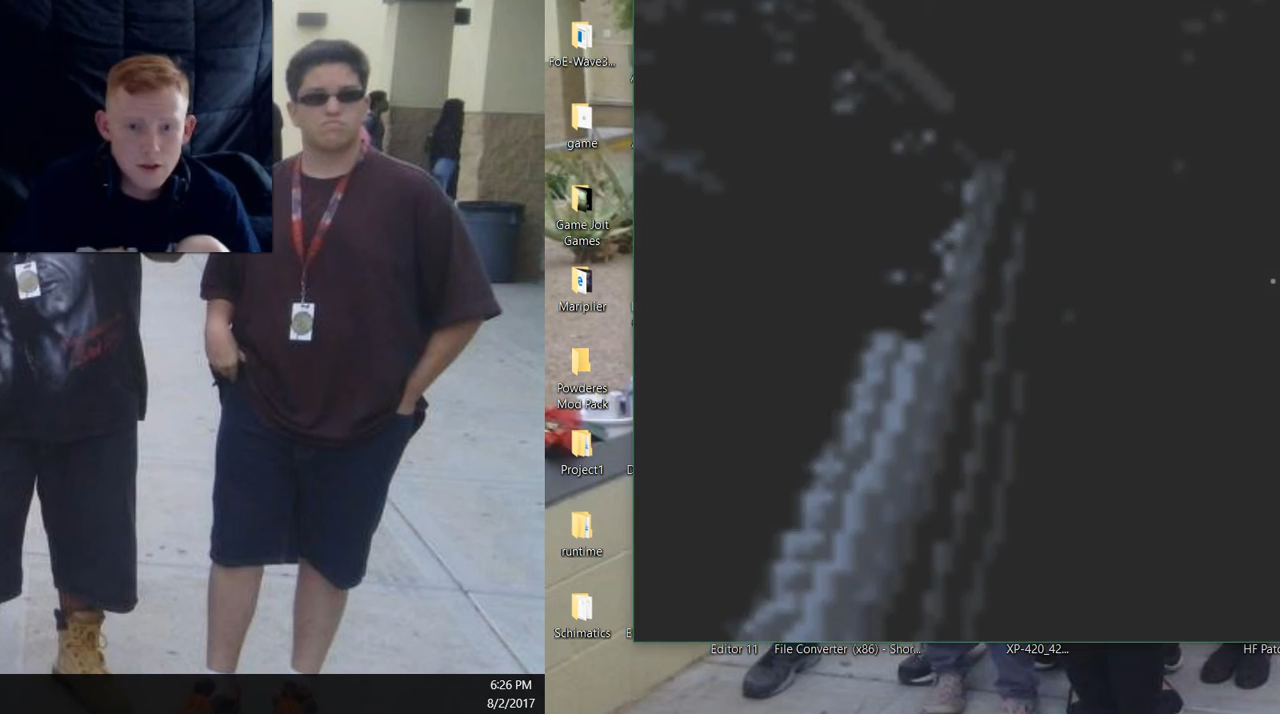 FoE-Wave3...
game
Game Jolt
Games
Mariplier
Powderes
Mod Pack
Project1
runtime
Schimatics
Editor 11
File Converter (x86) - Shor...
XP-420_42...
HF Patc
6:26 PM
8/2/2017